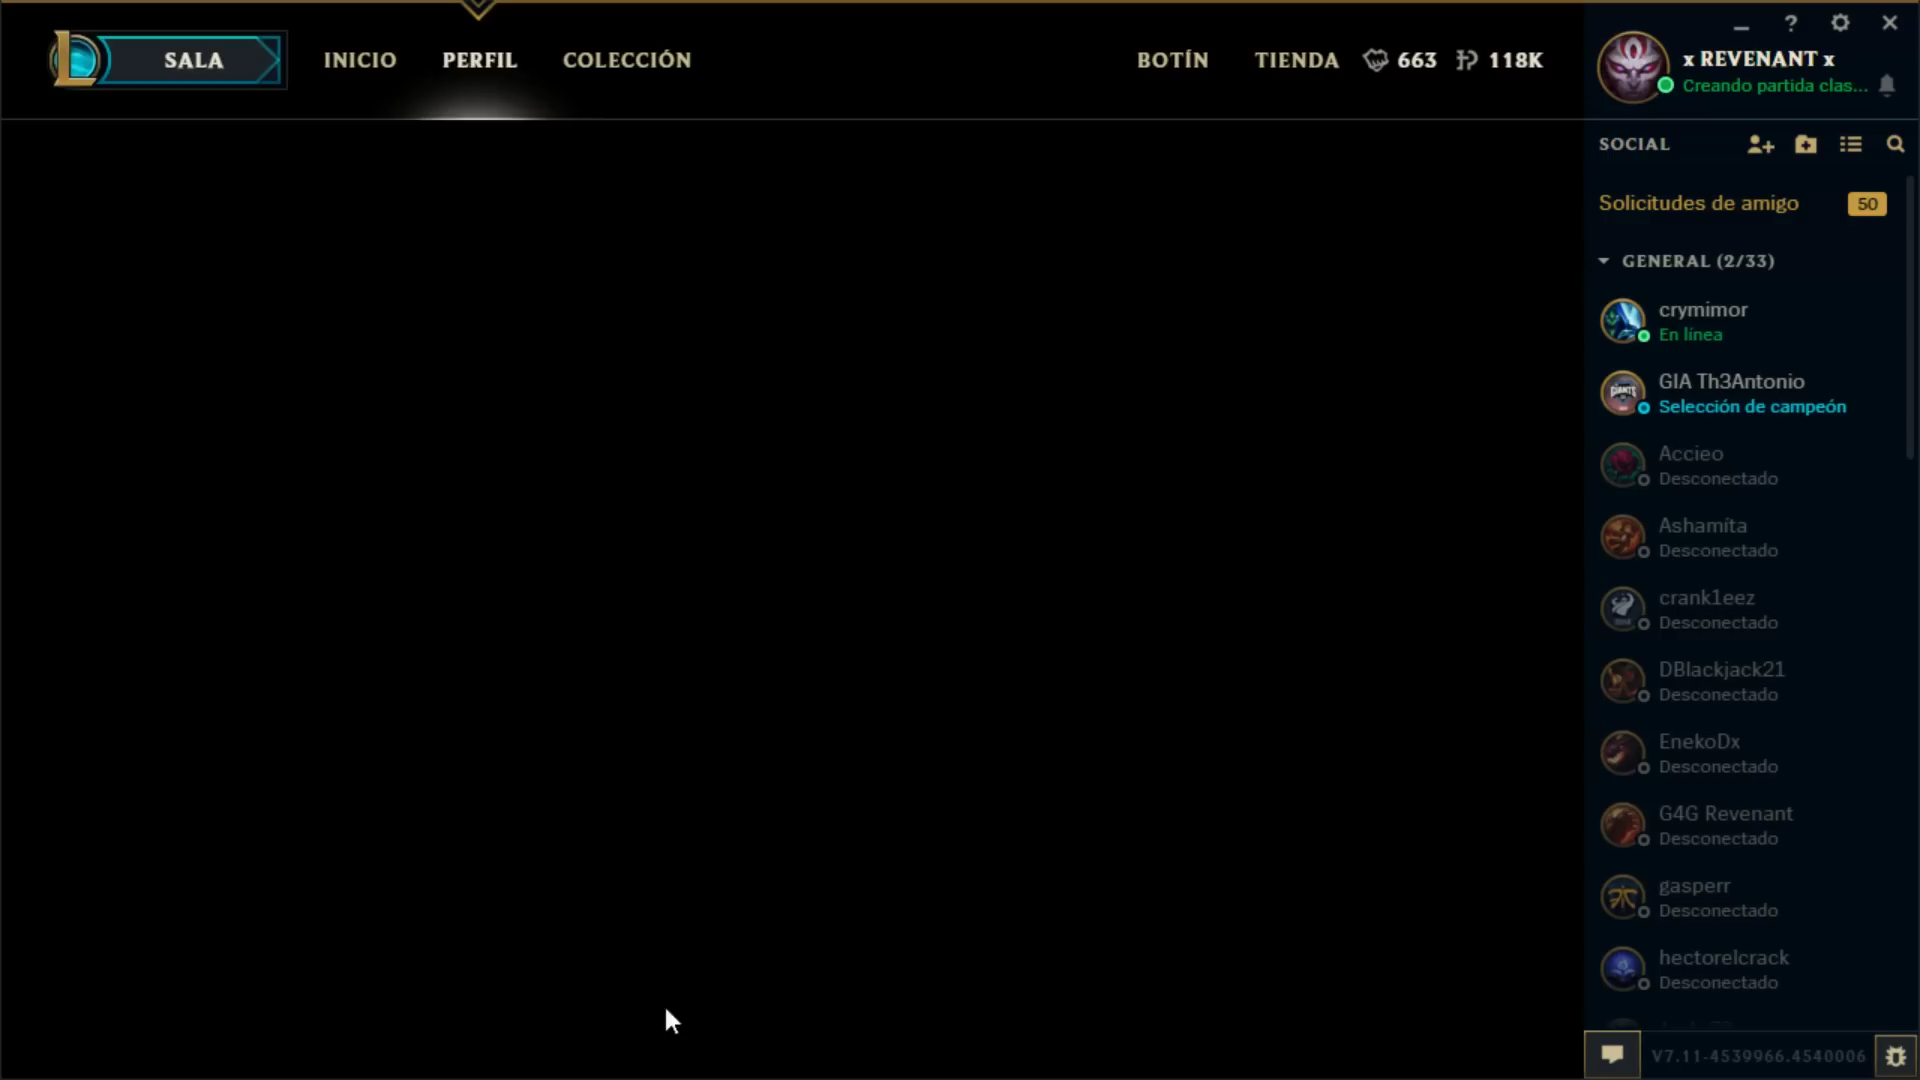 SALA
INICIO
PERFIL
COLECCIÓN
BOTÍN
TIENDA
663
118K
x REVENANT x
Creando partida clas...
SOCIAL
Solicitudes de amigo
50
GENERAL (2/33)
crymimor
En línea
GIA Th3Antonio
Selección de campeón
Accieo
Desconectado
Ashamíta
Desconectado
crank1eez
Desconectado
DBlackjack21
Desconectado
EnekoDx
Desconectado
G4G Revenant
Desconectado
gasperr
Desconectado
hectorelcrack
Desconectado
V7.11-4539966.4540006